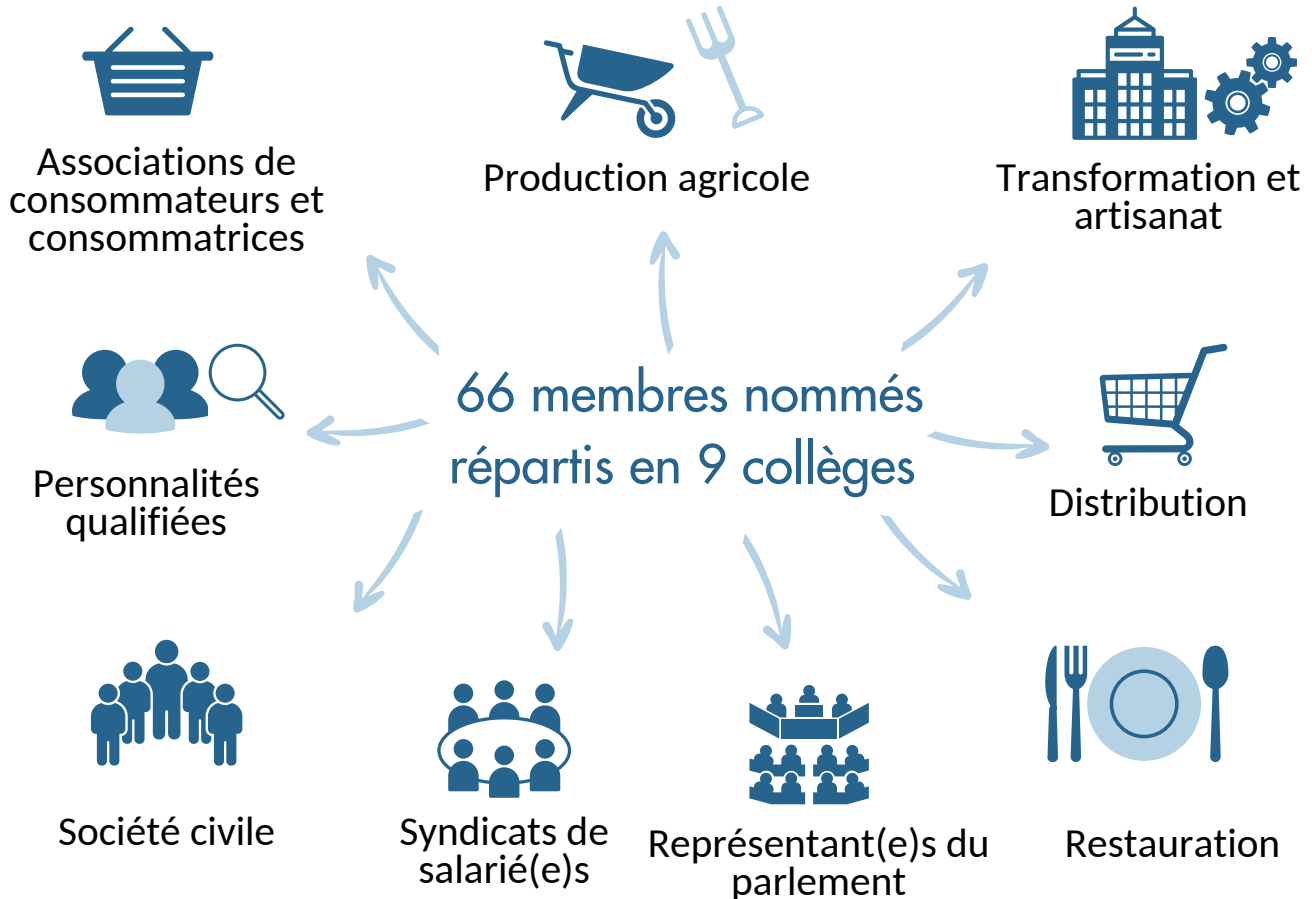 Associations de
consommateurs et
consommatrices
Production agricole
Transformation et
artisanat
66 membres nommés
répartis en 9 collèges
Personnalités
qualifiées
Distribution
Société civile
Syndicats de
salarié(e)s
Représentant(e)s du
parlement
Restauration